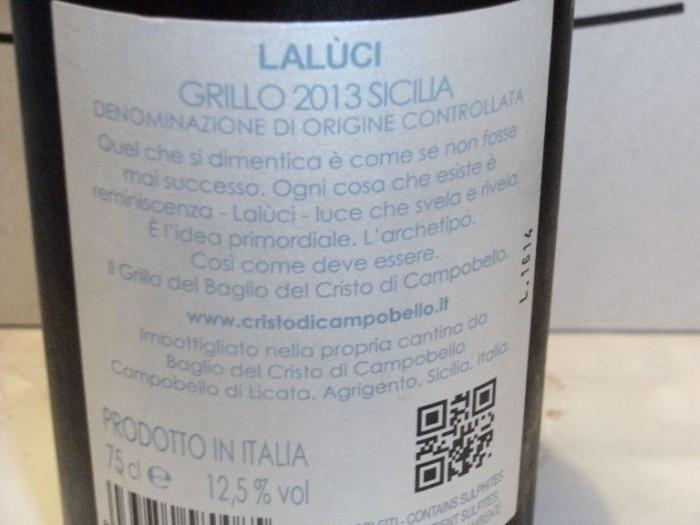 LALÙCI
GRILLO 2013 SICILIA
DENOMINAZIONE DI ORIGINE CONTROLLATA
Quel che si dimentica è come se non fosse
mai successo. Ogni cosa che esiste è
reminiscenza - Lalùci - luce che svela e rivela.
È l'idea primordiale. L'archetipo.
Così come deve essere.
Il Grillo del Baglio del Cristo di Campobello.
www.cristodicampobello.it
Imbottigliato nella propria cantina da
Baglio del Cristo di Campobello
Campobello di Licata, Agrigento, Sicilia, Italia.
L.1614
PRODOTTO IN ITALIA
75 cl e 12,5% vol
CONTAINS SULPHITES
SULFITES